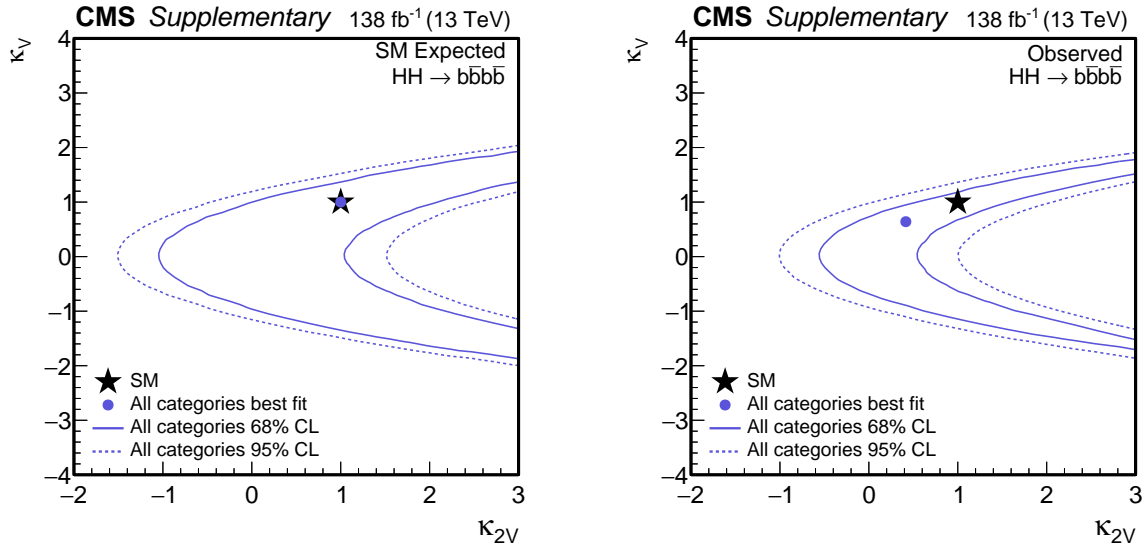 CMS Supplementary 138 fb⁻¹ (13 TeV)
κ_V
4
3
2
1
0
−1
−2
−3
−4
SM Expected
HH → bb̅bb̅
SM
All categories best fit
All categories 68% CL
All categories 95% CL
−2 −1 0 1 2 3
κ_2V
CMS Supplementary 138 fb⁻¹ (13 TeV)
κ_V
4
3
2
1
0
−1
−2
−3
−4
Observed
HH → bb̅bb̅
SM
All categories best fit
All categories 68% CL
All categories 95% CL
−2 −1 0 1 2 3
κ_2V